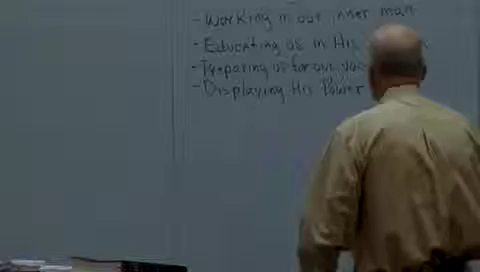 - Working in our inner man
- Educating us in His
- Preparing us for our
- Displaying His Power